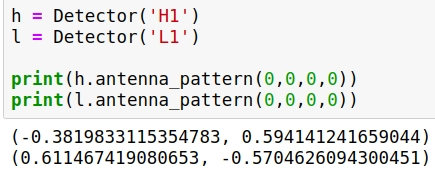 h = Detector('H1')
l = Detector('L1')
print(h.antenna_pattern(0,0,0,0))
print(l.antenna_pattern(0,0,0,0))
(-0.3819833115354783, 0.594141241659044)
(0.611467419080653, -0.5704626094300451)